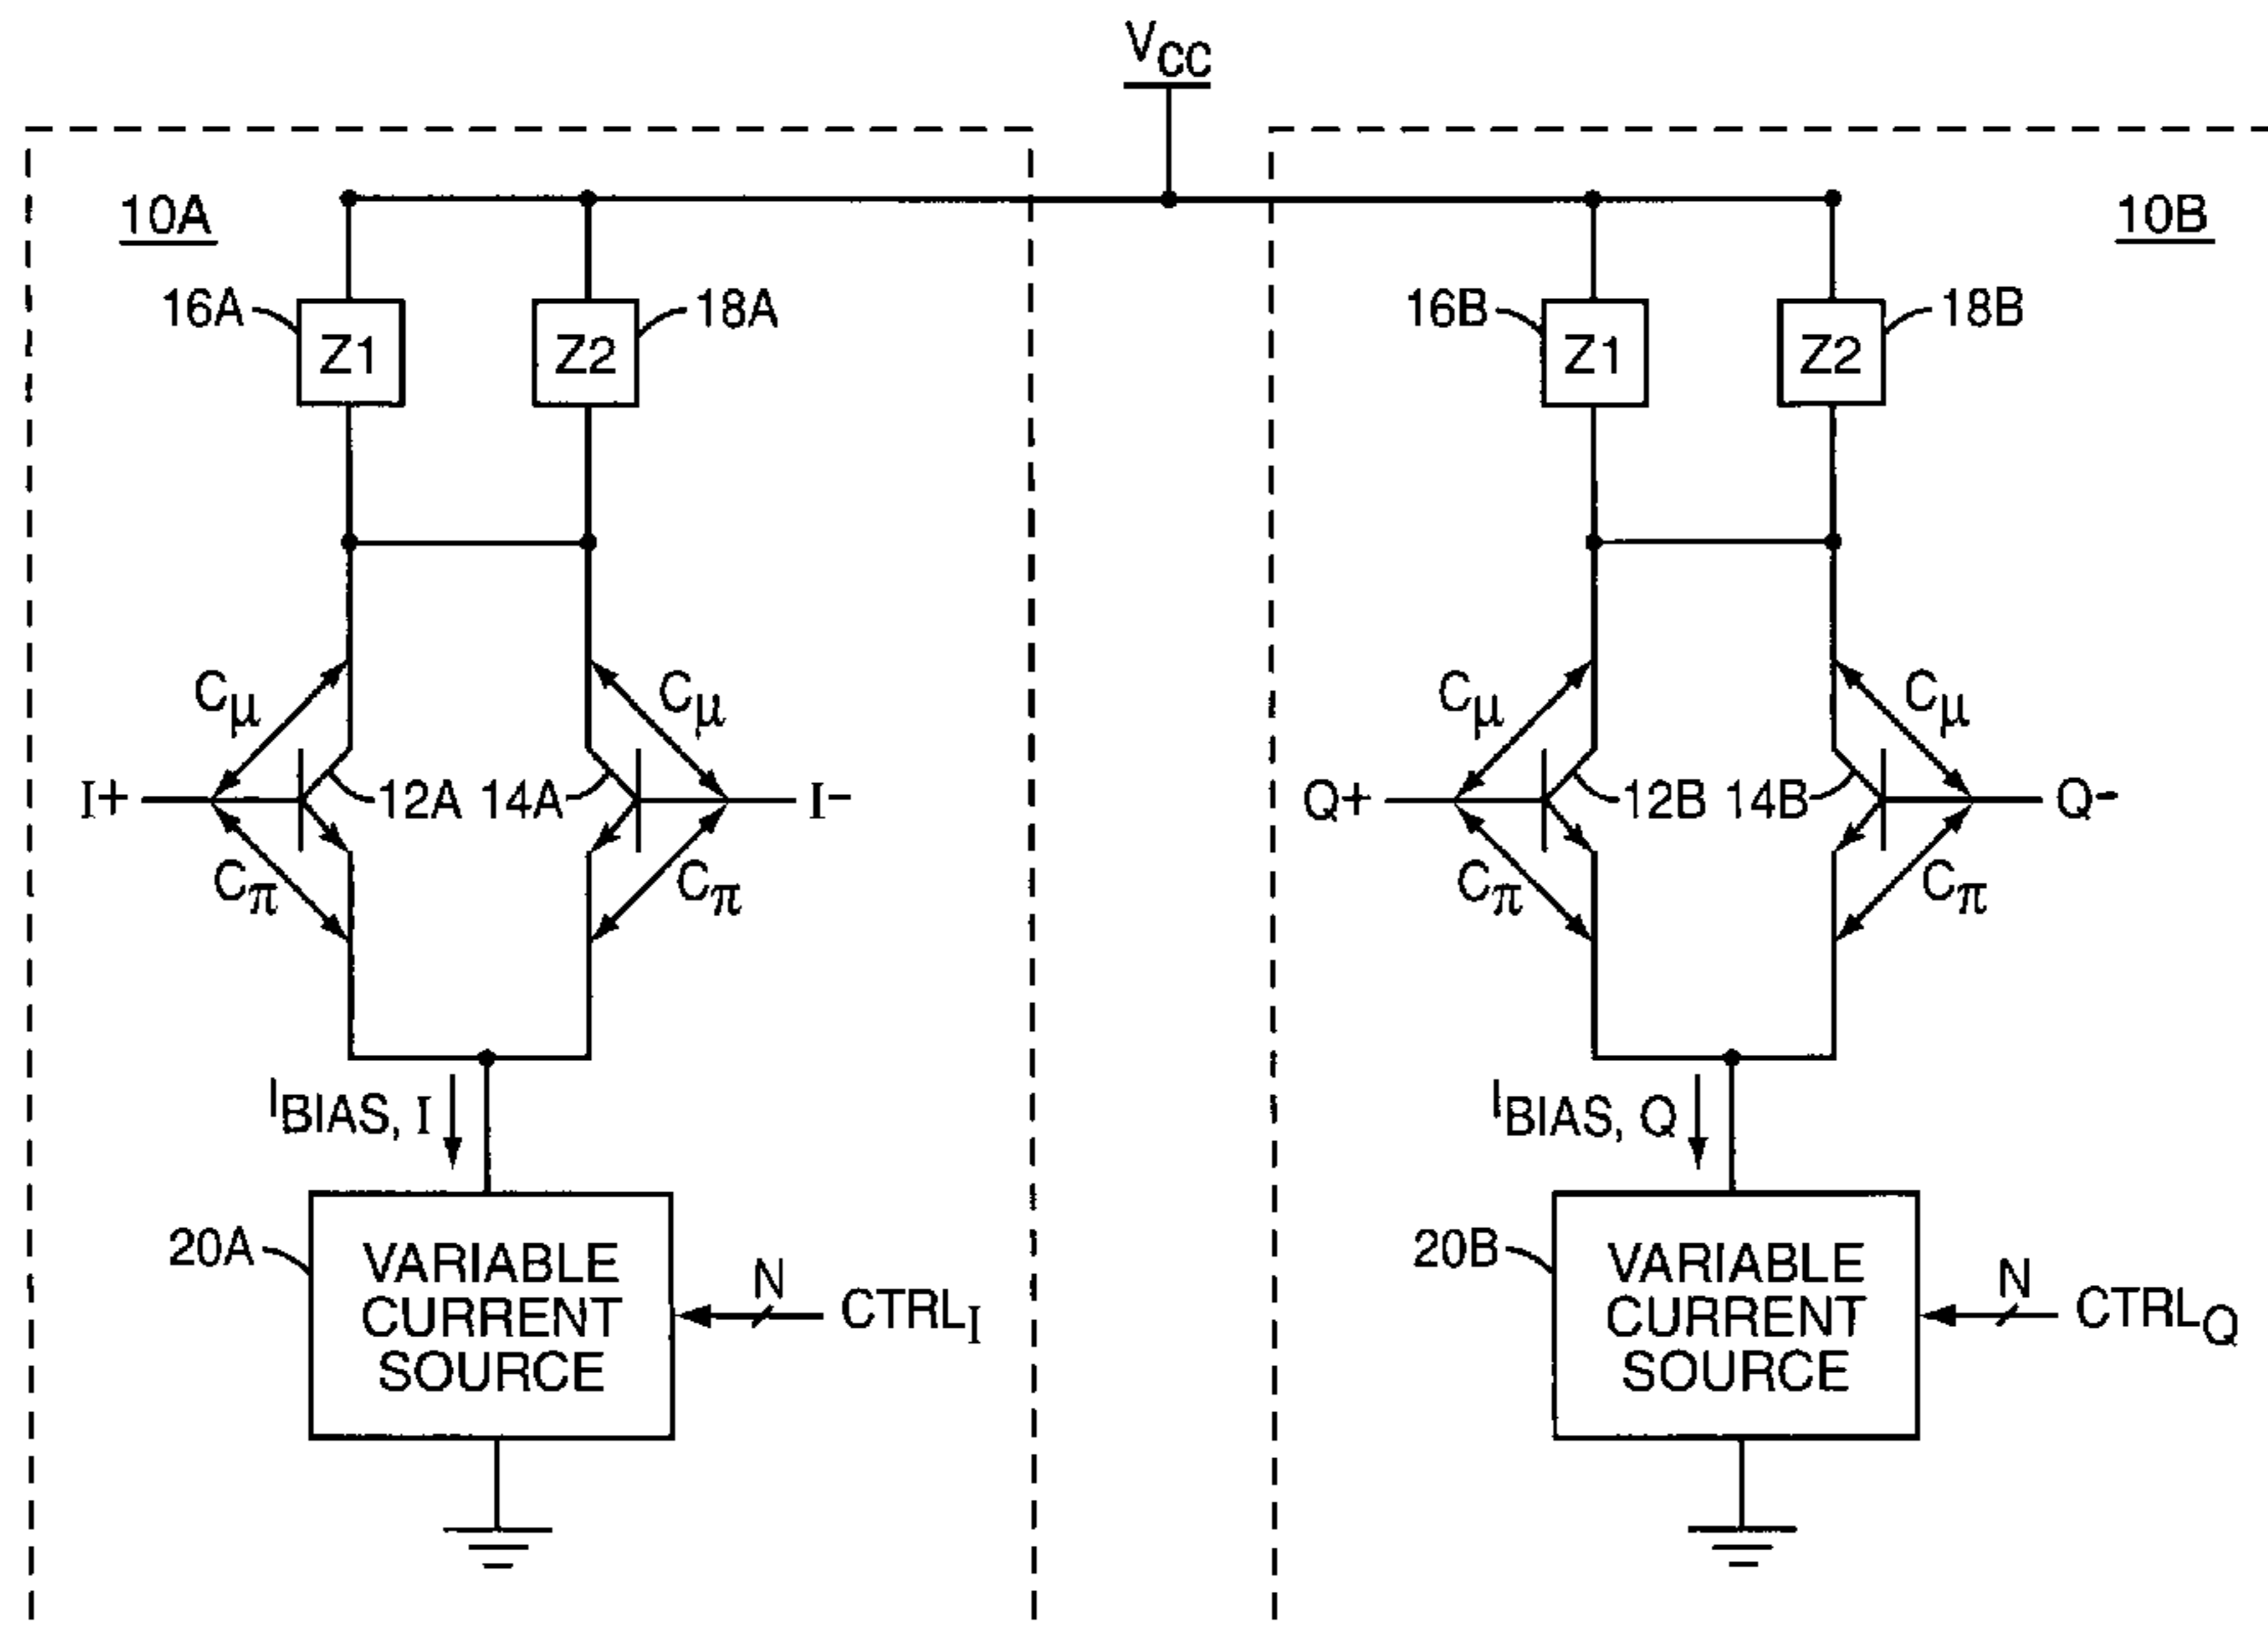 VCC
10A
10B
16A
Z1
Z2
18A
16B
Z1
Z2
18B
Cμ
Cμ
Cμ
Cμ
I+
12A
14A
I-
Q+
12B
14B
Q-
Cπ
Cπ
Cπ
Cπ
IBIAS, I
IBIAS, Q
20A
VARIABLE
CURRENT
SOURCE
N
CTRLI
20B
VARIABLE
CURRENT
SOURCE
N
CTRLQ